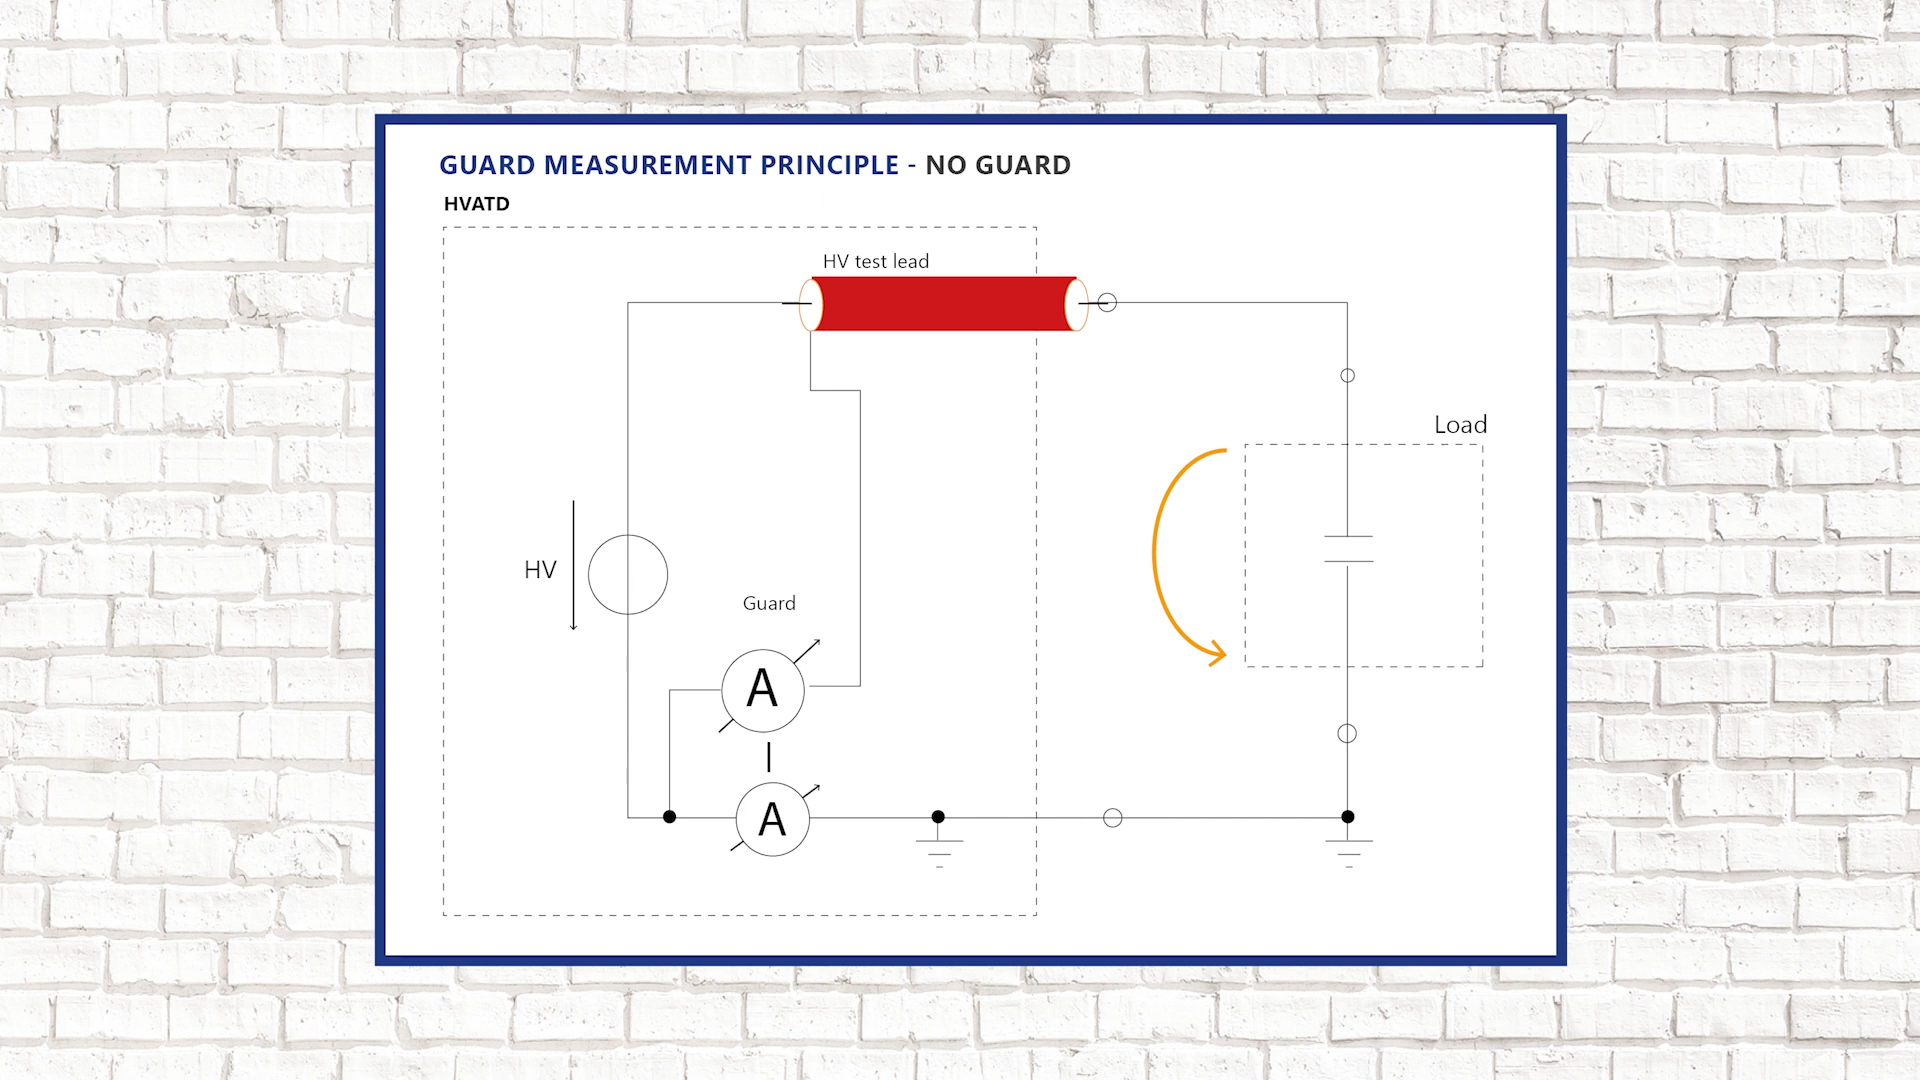 GUARD MEASUREMENT PRINCIPLE - NO GUARD
HVATD
HV test lead
Load
HV
Guard
A
A